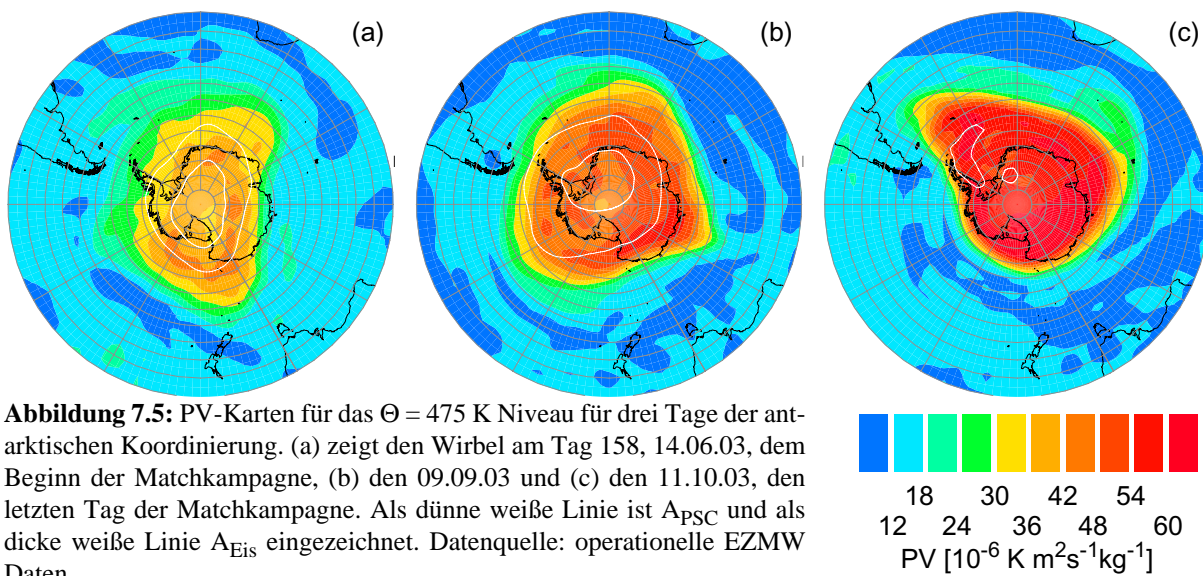 (a)
(b)
(c)
Abbildung 7.5: PV-Karten für das Θ = 475 K Niveau für drei Tage der ant-
arktischen Koordinierung. (a) zeigt den Wirbel am Tag 158, 14.06.03, dem
Beginn der Matchkampagne, (b) den 09.09.03 und (c) den 11.10.03, den
letzten Tag der Matchkampagne. Als dünne weiße Linie ist A_PSC und als
dicke weiße Linie A_Eis eingezeichnet. Datenquelle: operationelle EZMW
Daten
18 30 42 54
12 24 36 48 60
PV [10⁻⁶ K m²s⁻¹kg⁻¹]